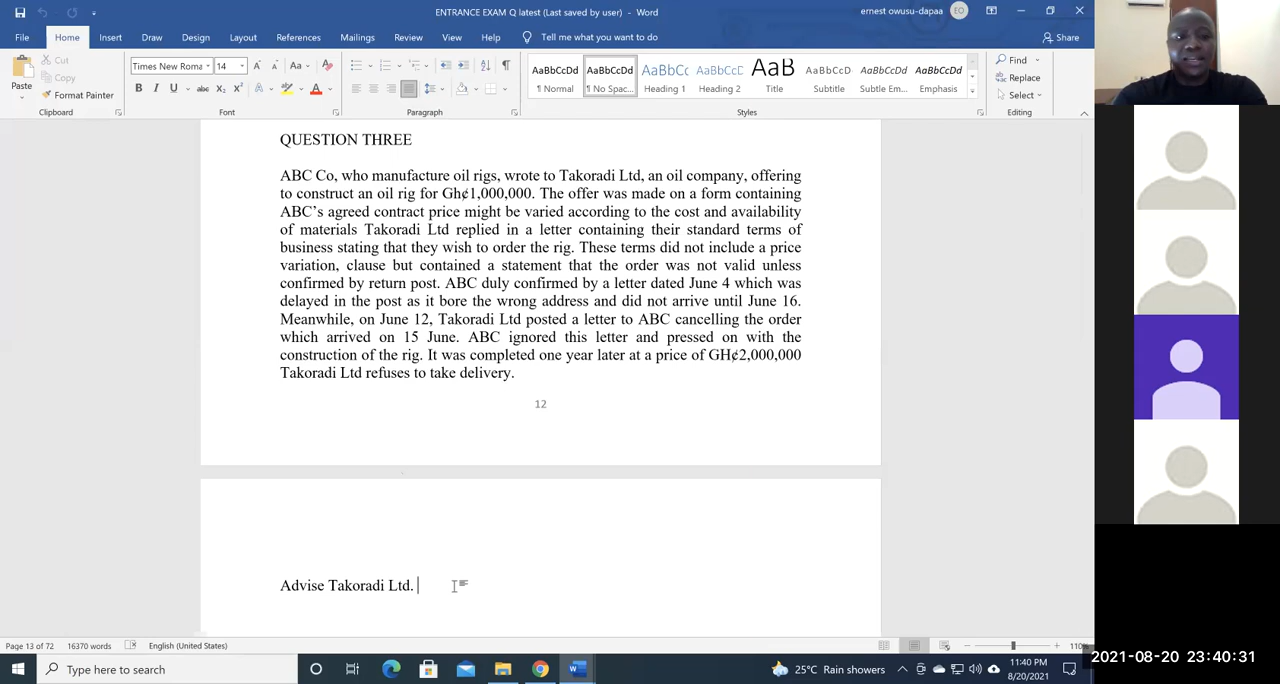 ENTRANCE EXAM Q latest (Last saved by user) - Word
ernest owusu-dapaa
EO
File Home Insert Draw Design Layout References Mailings Review View Help Tell me what you want to do Share
Paste
Cut
Copy
Format Painter
Times New Roma
14
Aa
B I U abc X₂ X² A A
AaBbCcDd AaBbCcDd AaBbCc AaBbCcD AaB AaBbCcD AaBbCcDd AaBbCcDd
¶ Normal ¶ No Spac... Heading 1 Heading 2 Title Subtitle Subtle Em... Emphasis
Find
Replace
Select
Clipboard Font Paragraph Styles Editing
QUESTION THREE
ABC Co, who manufacture oil rigs, wrote to Takoradi Ltd, an oil company, offering
to construct an oil rig for Gh¢1,000,000. The offer was made on a form containing
ABC's agreed contract price might be varied according to the cost and availability
of materials Takoradi Ltd replied in a letter containing their standard terms of
business stating that they wish to order the rig. These terms did not include a price
variation, clause but contained a statement that the order was not valid unless
confirmed by return post. ABC duly confirmed by a letter dated June 4 which was
delayed in the post as it bore the wrong address and did not arrive until June 16.
Meanwhile, on June 12, Takoradi Ltd posted a letter to ABC cancelling the order
which arrived on 15 June. ABC ignored this letter and pressed on with the
construction of the rig. It was completed one year later at a price of GH¢2,000,000
Takoradi Ltd refuses to take delivery.
12
Advise Takoradi Ltd.
Page 13 of 72 16370 words English (United States) 110%
Type here to search
25°C Rain showers
11:40 PM
8/20/2021
2021-08-20 23:40:31